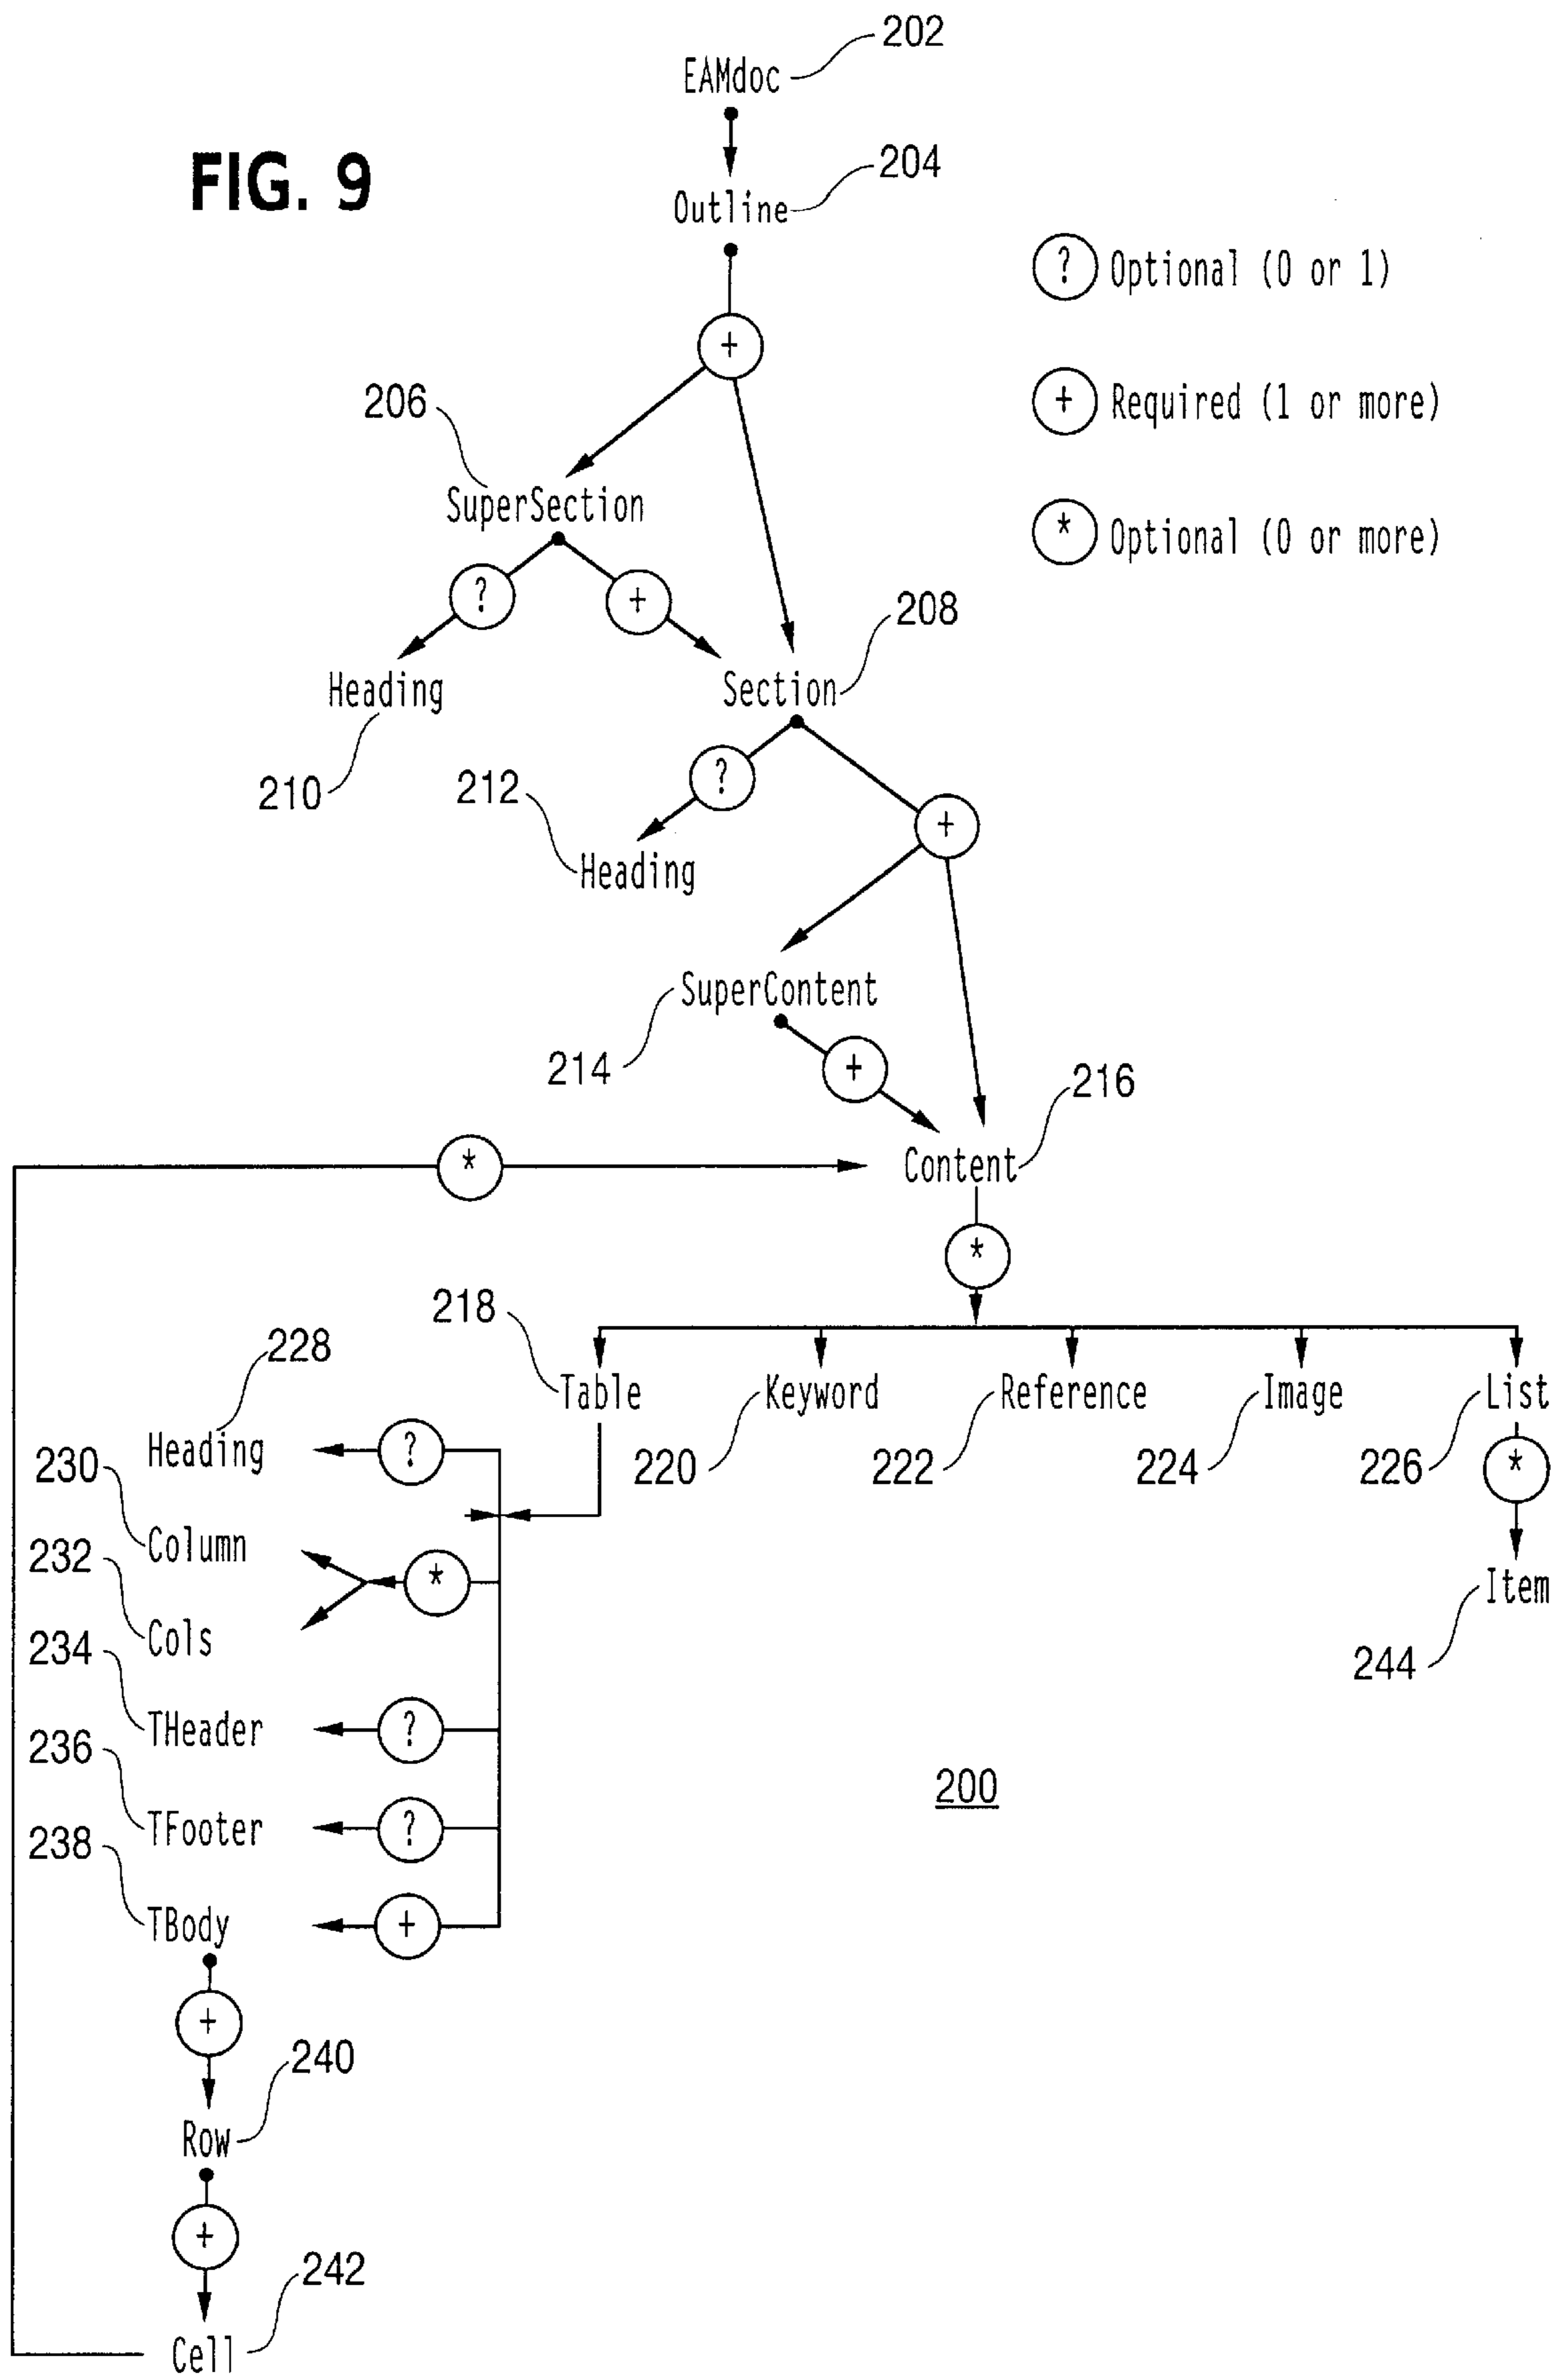 202
EAMdoc
FIG. 9
204
Outline
? Optional (0 or 1)
+
206
+ Required (1 or more)
SuperSection
* Optional (0 or more)
? +
208
Heading
Section
210
212
?
+
Heading
SuperContent
214
+
216
*
Content
*
218
228
Table
Keyword
Reference
Image
List
Heading
?
230
220
222
224
226
*
Column
232
*
Item
Cols
234
244
THeader
?
236
200
TFooter
?
238
TBody
+
+
240
Row
+
242
Cell